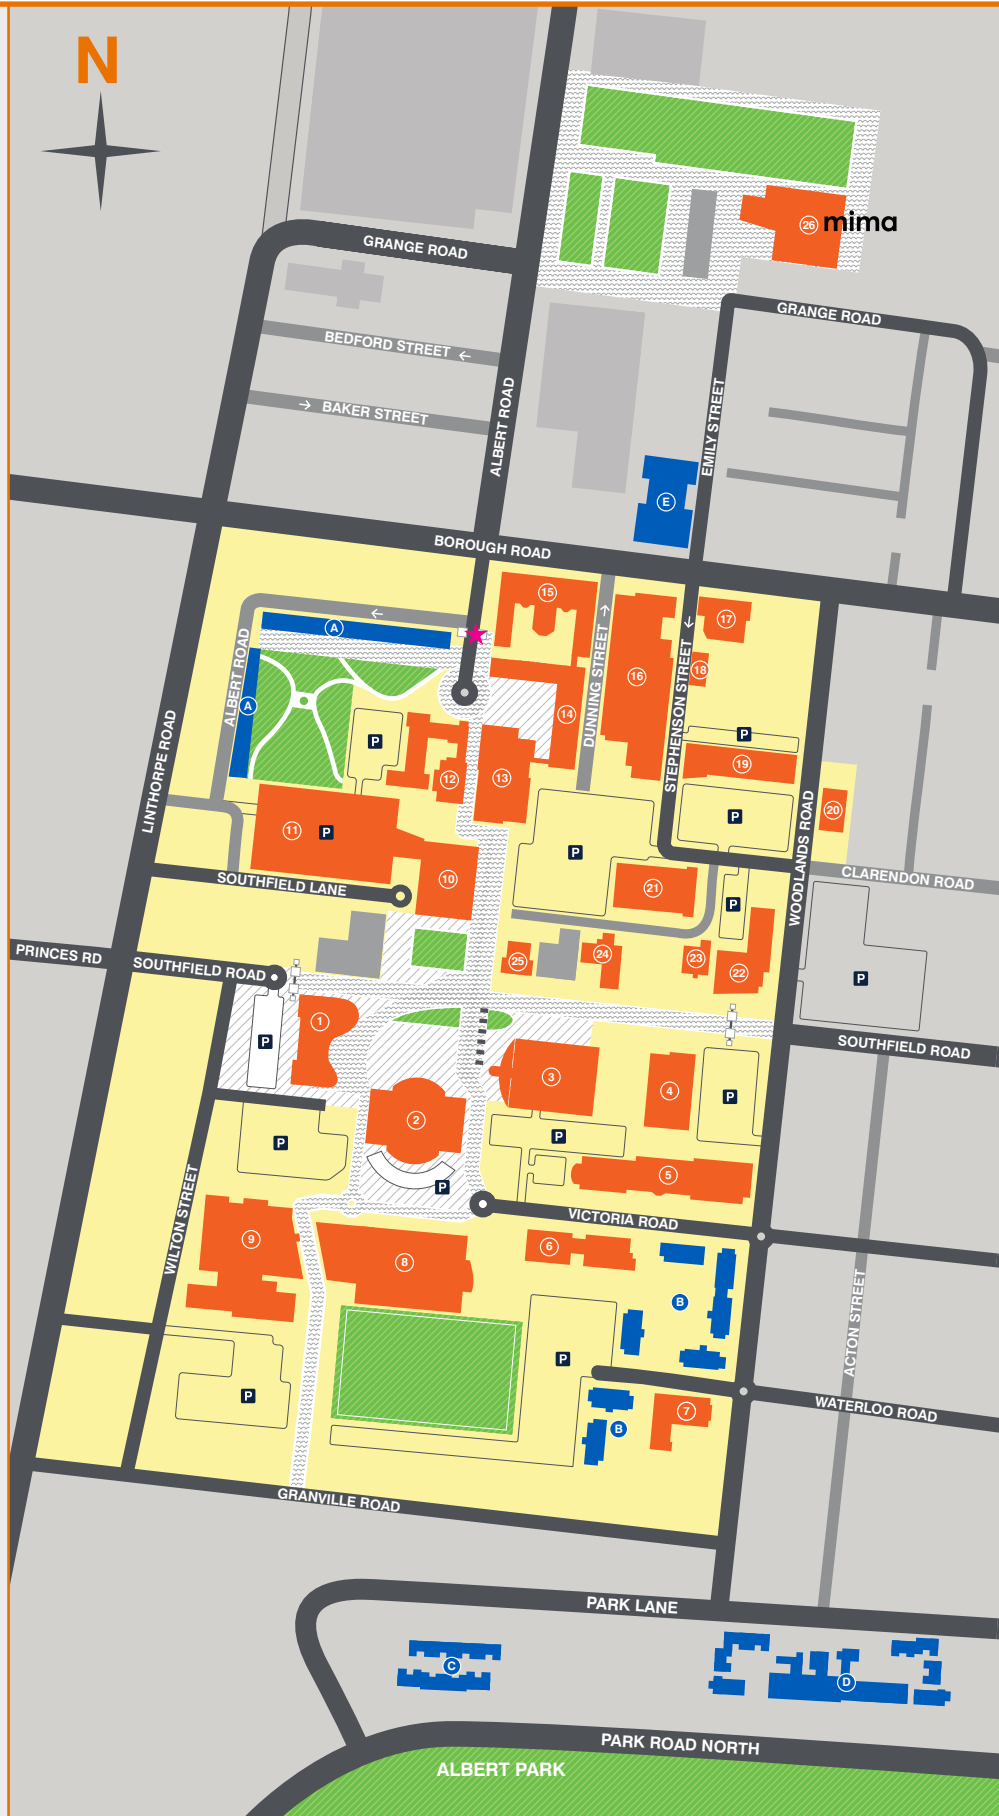 N
GRANGE ROAD
26 mima
GRANGE ROAD
BEDFORD STREET ←
→ BAKER STREET
ALBERT ROAD
EMILY STREET
E
BOROUGH ROAD
15
17
←
A
ALBERT ROAD
A
DUNNING STREET →
16
STEPHENSON STREET
18
14
P
P
12
13
19
20
LINTHORPE ROAD
11 P
P
WOODLANDS ROAD
10
P
21
CLARENDON ROAD
SOUTHFIELD LANE
P
PRINCES RD
SOUTHFIELD ROAD
25
24
23
22
P
1
P
SOUTHFIELD ROAD
3
4
P
2
P
P
5
P
WILTON STREET
VICTORIA ROAD
9
8
6
B
ACTON STREET
P
P
7
B
WATERLOO ROAD
GRANVILLE ROAD
PARK LANE
C
D
PARK ROAD NORTH
ALBERT PARK